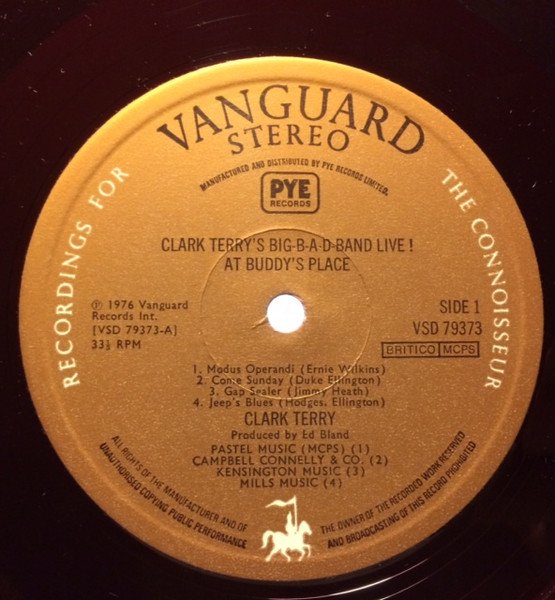 VANGUARD
STEREO
RECORDINGS FOR THE CONNOISSEUR
MANUFACTURED AND DISTRIBUTED BY PYE RECORDS LIMITED.
PYE
RECORDS
CLARK TERRY'S BIG-B-A-D-BAND LIVE!
AT BUDDY'S PLACE
℗ 1976 Vanguard
Records Int.
[VSD 79373-A]
33⅓ RPM
SIDE 1
VSD 79373
BRITICO MCPS
1. Modus Operandi (Ernie Wilkins)
2. Come Sunday (Duke Ellington)
3. Gap Sealer (Jimmy Heath)
4. Jeep's Blues (Hodges, Ellington)
CLARK TERRY
Produced by Ed Bland
PASTEL MUSIC (MCPS) (1)
CAMPBELL CONNELLY & CO. (2)
KENSINGTON MUSIC (3)
MILLS MUSIC (4)
ALL RIGHTS OF THE MANUFACTURER AND OF THE OWNER OF THE RECORDED WORK RESERVED
UNAUTHORISED COPYING PUBLIC PERFORMANCE AND BROADCASTING OF THIS RECORD PROHIBITED